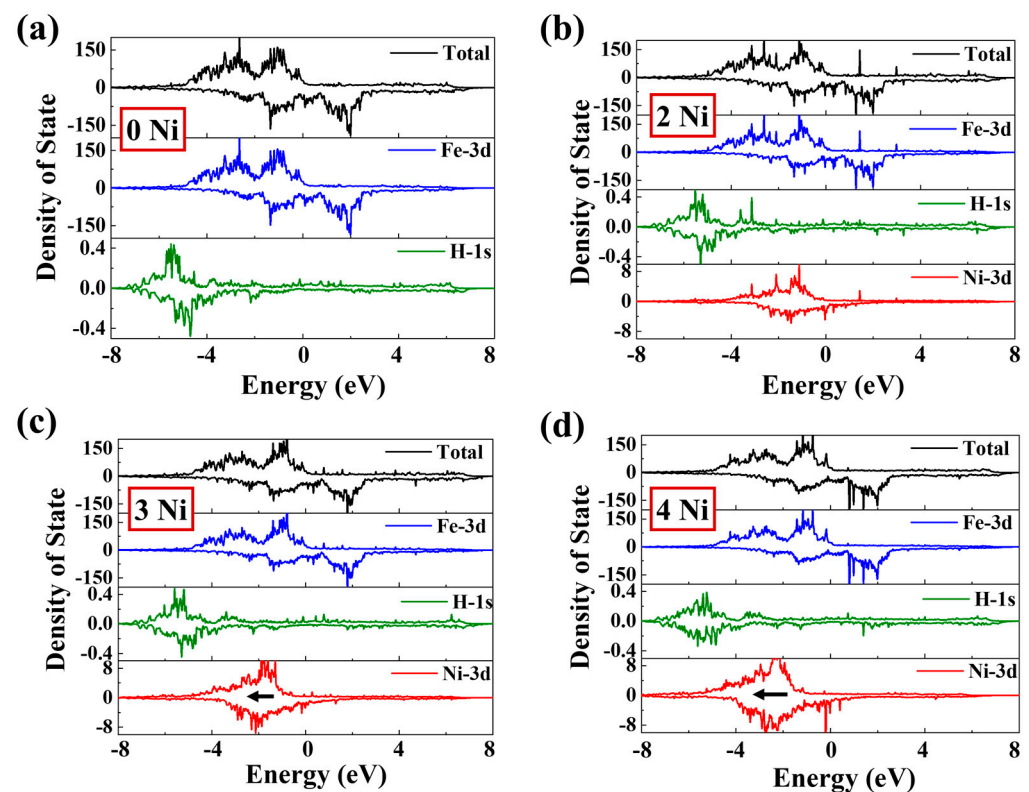 (a)
Density of State
150
0
-150
Total
0 Ni
150
0
-150
Fe-3d
0.4
0.0
-0.4
H-1s
-8 -4 0 4 8
Energy (eV)
(b)
Density of State
150
0
-150
Total
2 Ni
150
0
-150
Fe-3d
0.4
0.0
-0.4
H-1s
8
0
-8
Ni-3d
-8 -4 0 4 8
Energy (eV)
(c)
Density of State
150
0
-150
Total
3 Ni
150
0
-150
Fe-3d
0.4
0.0
-0.4
H-1s
8
0
-8
Ni-3d
-8 -4 0 4 8
Energy (eV)
(d)
Density of State
150
0
-150
Total
4 Ni
150
0
-150
Fe-3d
0.4
0.0
-0.4
H-1s
8
0
-8
Ni-3d
-8 -4 0 4 8
Energy (eV)